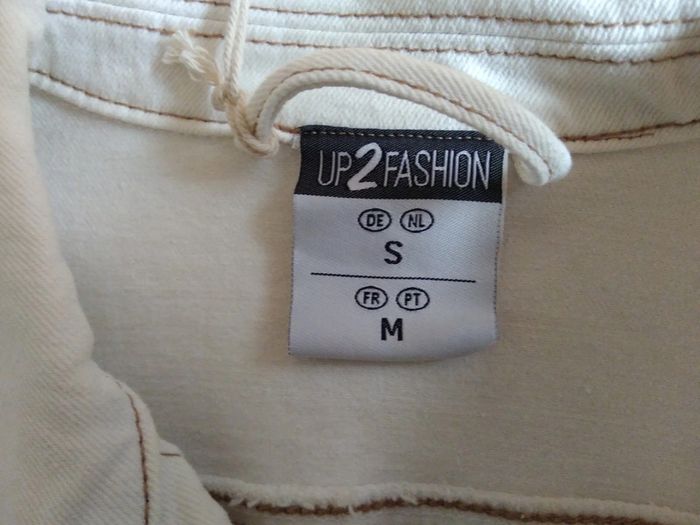 UP2FASHION
DE NL
S
FR PT
M